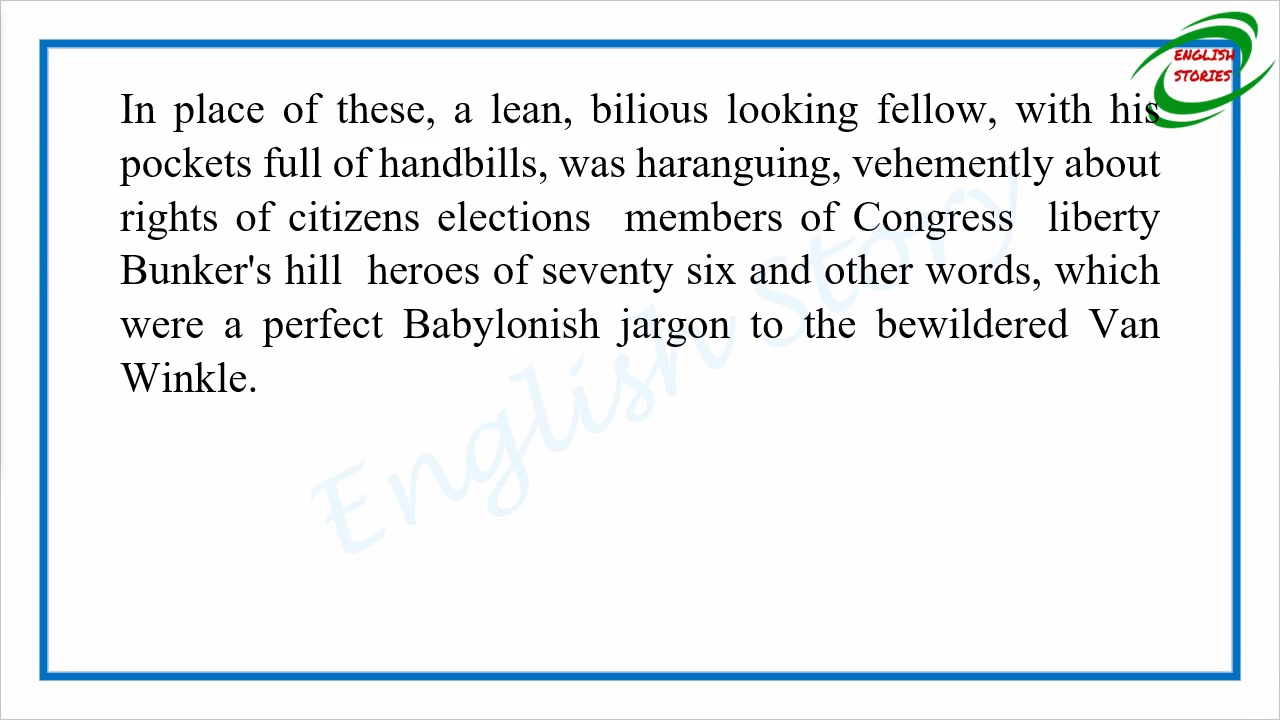 ENGLISH
STORIES
In place of these, a lean, bilious looking fellow, with his
pockets full of handbills, was haranguing, vehemently about
rights of citizens elections  members of Congress  liberty
Bunker's hill  heroes of seventy six and other words, which
were a perfect Babylonish jargon to the bewildered Van
Winkle.
English Story